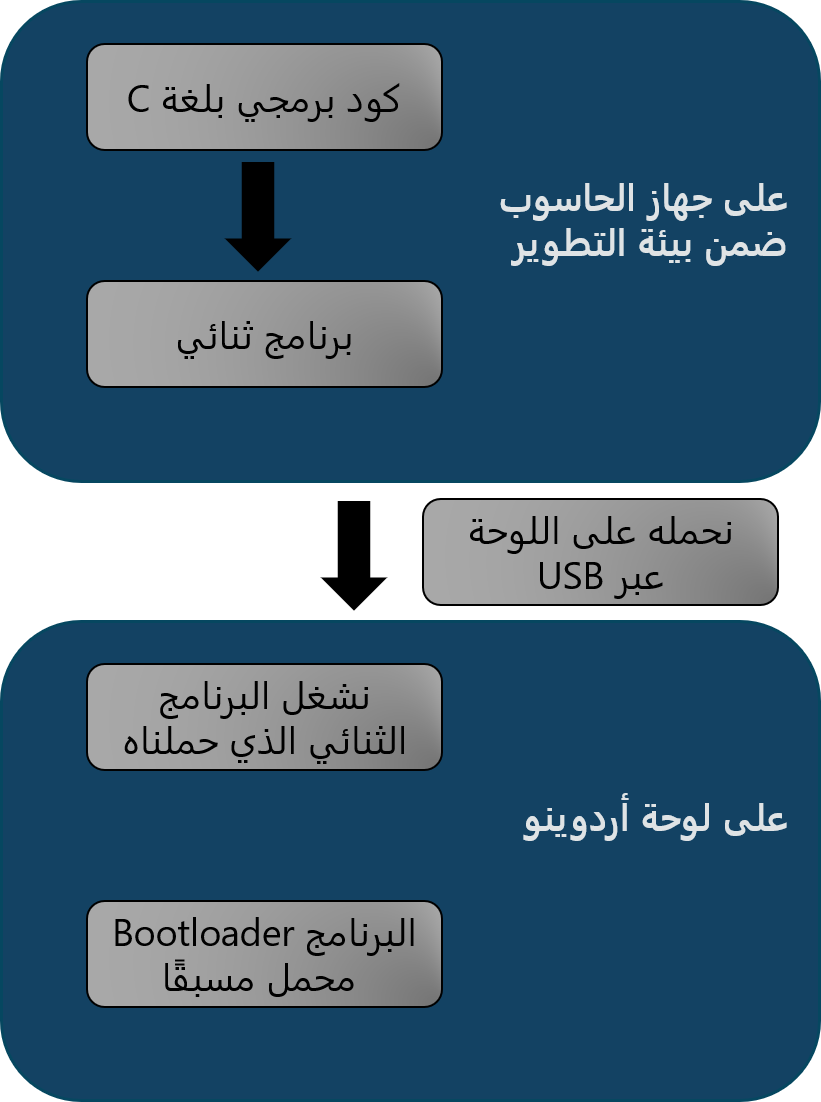 كود برمجي بلغة C
على جهاز الحاسوب
ضمن بيئة التطوير
برنامج ثنائي
نحمله على اللوحة
عبر USB
نشغل البرنامج
الثنائي الذي حملناه
على لوحة أردوينو
البرنامج Bootloader
محمل مسبقًا